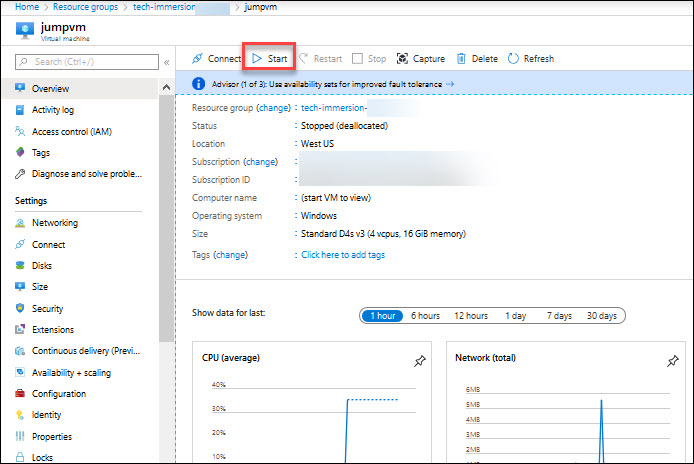 Home > Resource groups > tech-immersion > jumpvm
jumpvm
Virtual machine
Search (Ctrl+/)
Overview
Activity log
Access control (IAM)
Tags
Diagnose and solve proble...
Settings
Networking
Connect
Disks
Size
Security
Extensions
Continuous delivery (Previ...
Availability + scaling
Configuration
Identity
Properties
Locks
Connect Start Restart Stop Capture Delete Refresh
Advisor (1 of 3): Use availability sets for improved fault tolerance →
Resource group (change) : tech-immersion-
Status : Stopped (deallocated)
Location : West US
Subscription (change) :
Subscription ID :
Computer name : (start VM to view)
Operating system : Windows
Size : Standard D4s v3 (4 vcpus, 16 GiB memory)
Tags (change) : Click here to add tags
Show data for last:
1 hour 6 hours 12 hours 1 day 7 days 30 days
CPU (average)
40%
30%
20%
10%
Network (total)
6MB
5MB
4MB
3MB
2MB
1MB